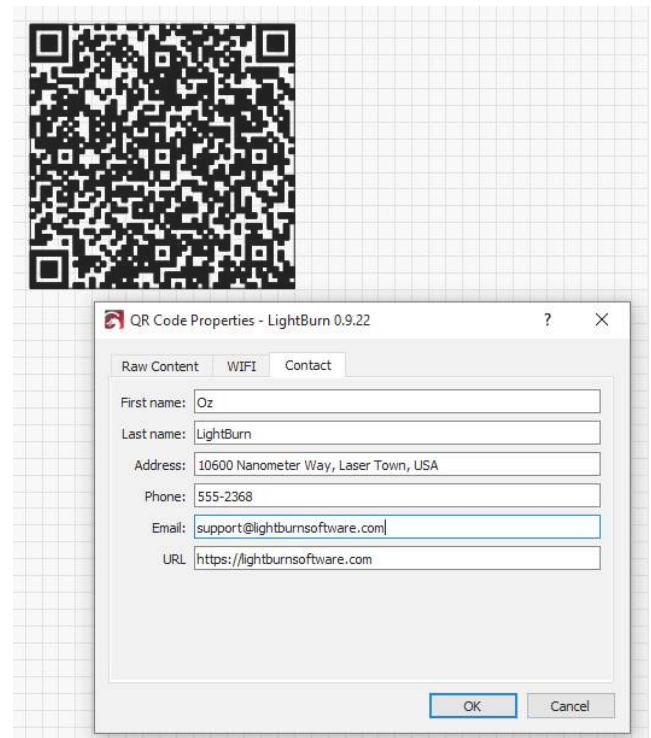 QR Code Properties - LightBurn 0.9.22 ?
Raw Content WIFI Contact
First name: Oz
Last name: LightBurn
Address: 10600 Nanometer Way, Laser Town, USA
Phone: 555-2368
Email: support@lightburnsoftware.com
URL https://lightburnsoftware.com
OK Cancel